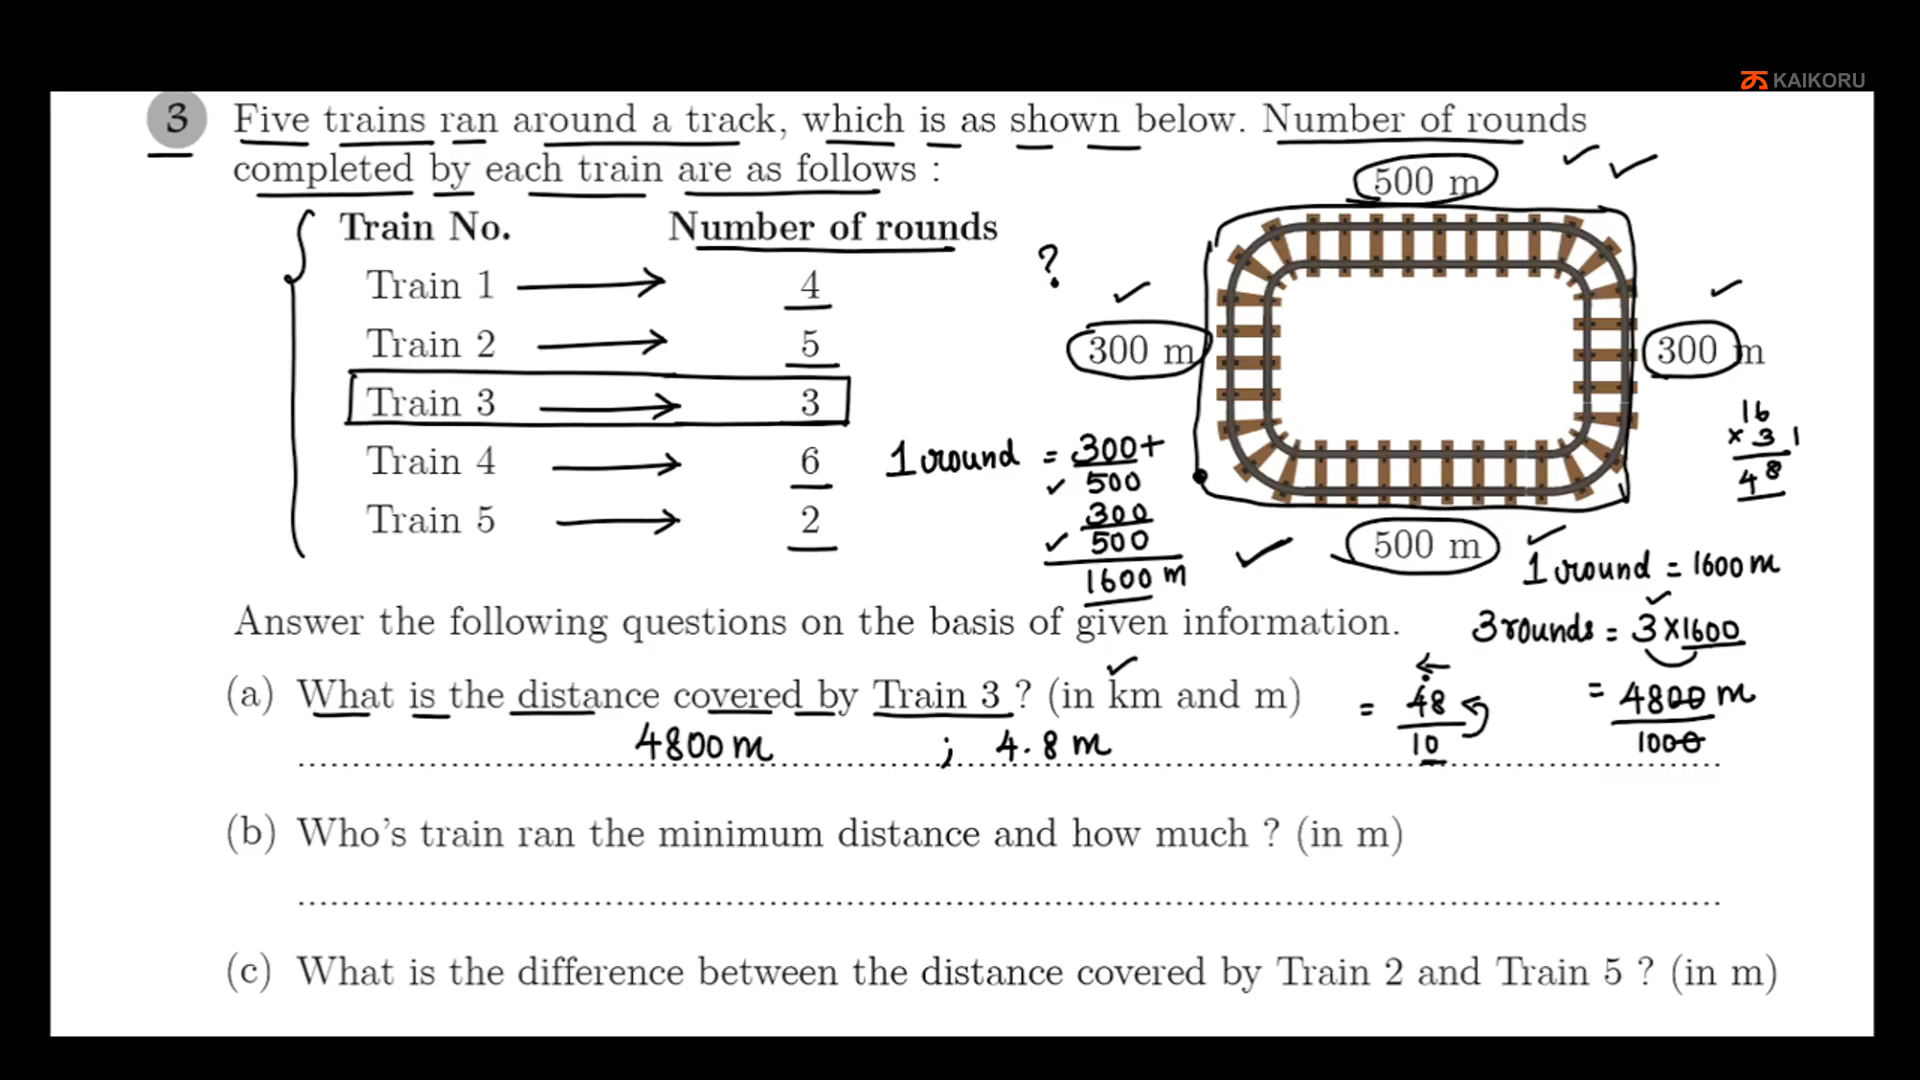 KAIKORU
3 Five trains ran around a track, which is as shown below. Number of rounds
completed by each train are as follows :
500 m
Train No. Number of rounds
Train 1 → 4
?
Train 2 → 5
300 m
300 m
Train 3 → 3
Train 4 → 6
Train 5 → 2
1 round = 300+
500
300
500
1600 m
16
× 3 1
48
500 m
1 round = 1600 m
Answer the following questions on the basis of given information.
3 rounds = 3 × 1600
= 4800 m
1000
(a) What is the distance covered by Train 3 ? (in km and m)
= 48
10
4800 m ; 4.8 m
(b) Who's train ran the minimum distance and how much ? (in m)
(c) What is the difference between the distance covered by Train 2 and Train 5 ? (in m)